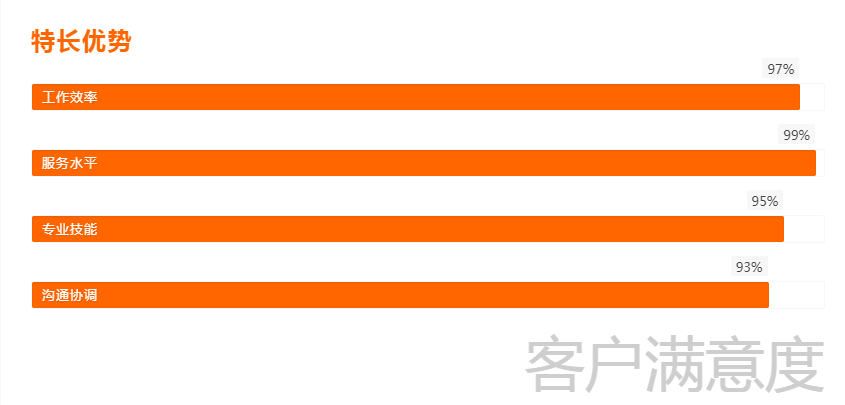 特长优势
97%
工作效率
99%
服务水平
95%
专业技能
93%
沟通协调
客户满意度